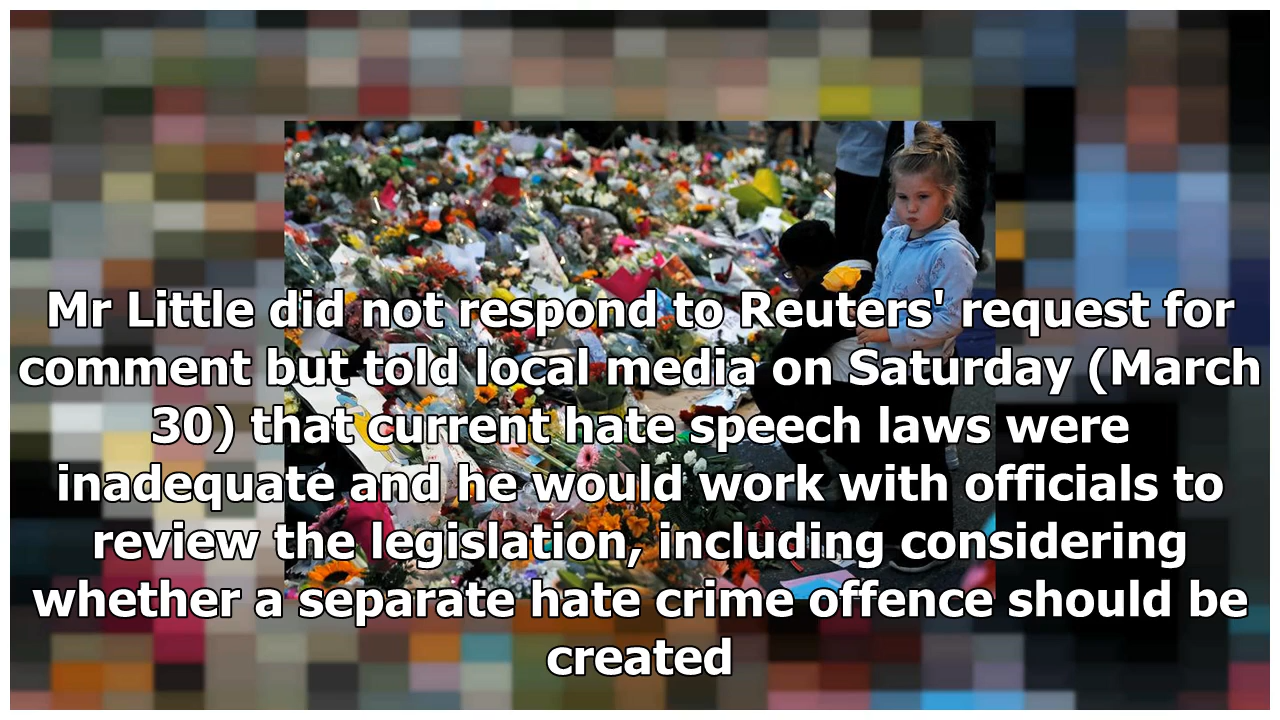 Mr Little did not respond to Reuters' request for
comment but told local media on Saturday (March
30) that current hate speech laws were
inadequate and he would work with officials to
review the legislation, including considering
whether a separate hate crime offence should be
created